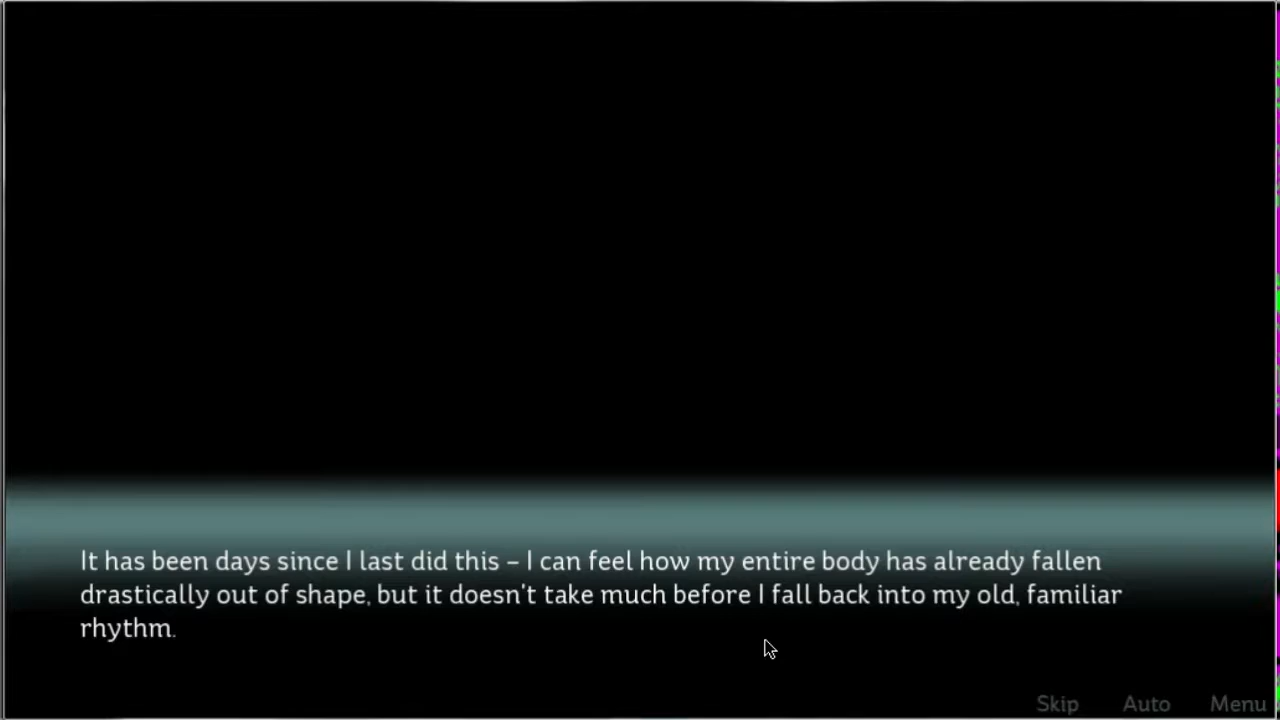 It has been days since I last did this – I can feel how my entire body has already fallen
drastically out of shape, but it doesn't take much before I fall back into my old, familiar
rhythm.
Skip Auto Menu